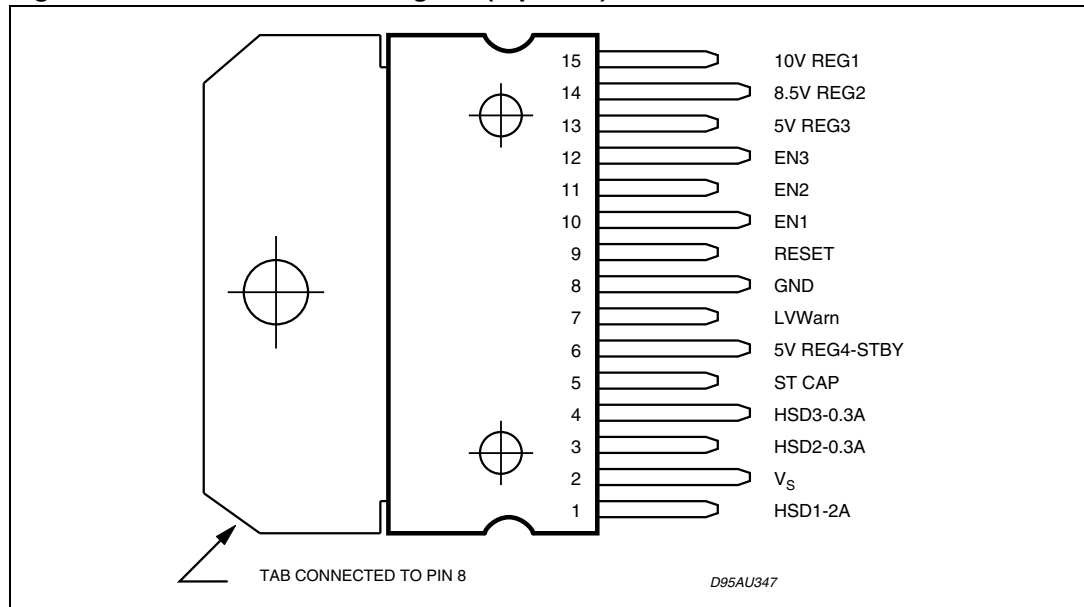 15 10V REG1
14 8.5V REG2
13 5V REG3
12 EN3
11 EN2
10 EN1
9 RESET
8 GND
7 LVWarn
6 5V REG4-STBY
5 ST CAP
4 HSD3-0.3A
3 HSD2-0.3A
2 VS
1 HSD1-2A
TAB CONNECTED TO PIN 8
D95AU347